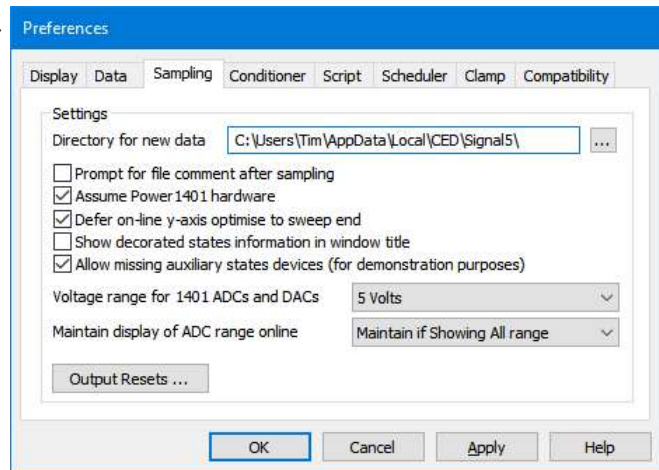 Preferences
Display Data Sampling Conditioner Script Scheduler Clamp Compatibility
Settings
Directory for new data C:\Users\Tim\AppData\Local\CED\Signal5\ ...
Prompt for file comment after sampling
Assume Power1401 hardware
Defer on-line y-axis optimise to sweep end
Show decorated states information in window title
Allow missing auxiliary states devices (for demonstration purposes)
Voltage range for 1401 ADCs and DACs 5 Volts
Maintain display of ADC range online Maintain if Showing All range
Output Resets ...
OK Cancel Apply Help